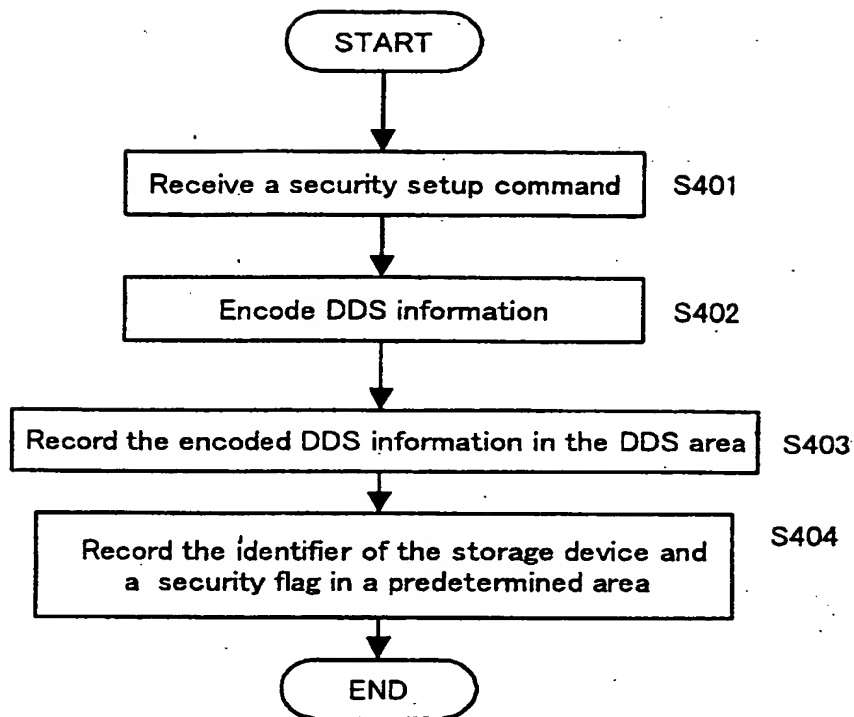 START
Receive a security setup command S401
Encode DDS information S402
Record the encoded DDS information in the DDS area S403
Record the identifier of the storage device and S404
a security flag in a predetermined area
END